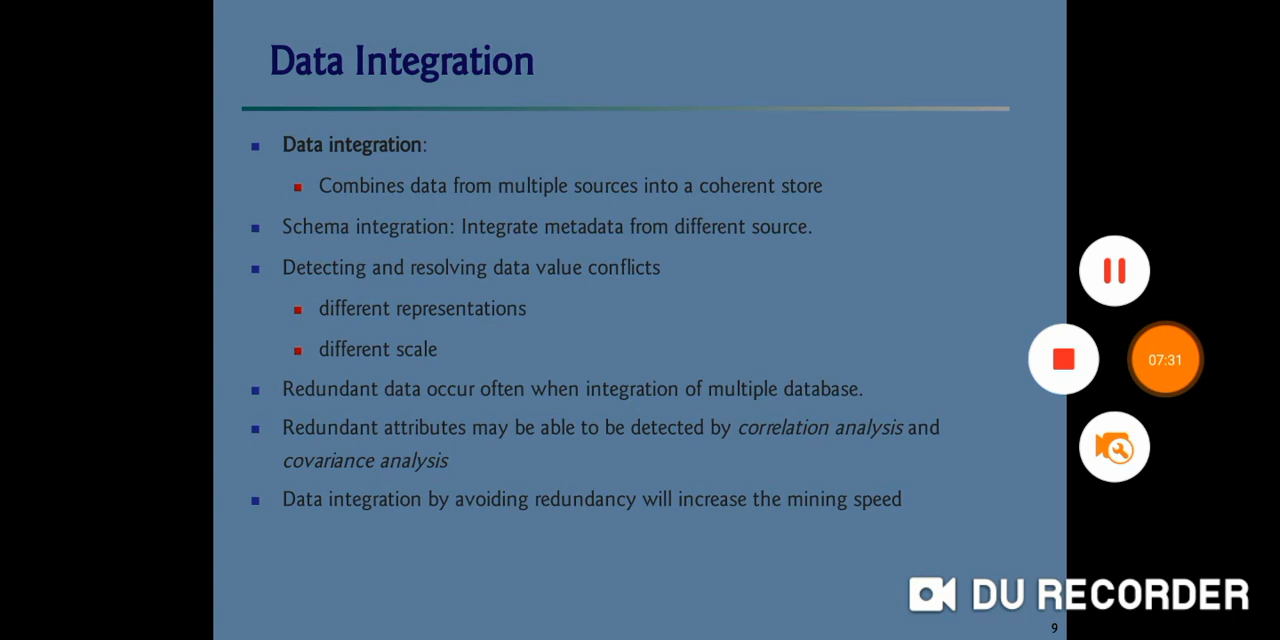 Data Integration
Data integration:
Combines data from multiple sources into a coherent store
Schema integration: Integrate metadata from different source.
Detecting and resolving data value conflicts
different representations
different scale
Redundant data occur often when integration of multiple database.
Redundant attributes may be able to be detected by correlation analysis and
covariance analysis
Data integration by avoiding redundancy will increase the mining speed
07:31
DU RECORDER
9